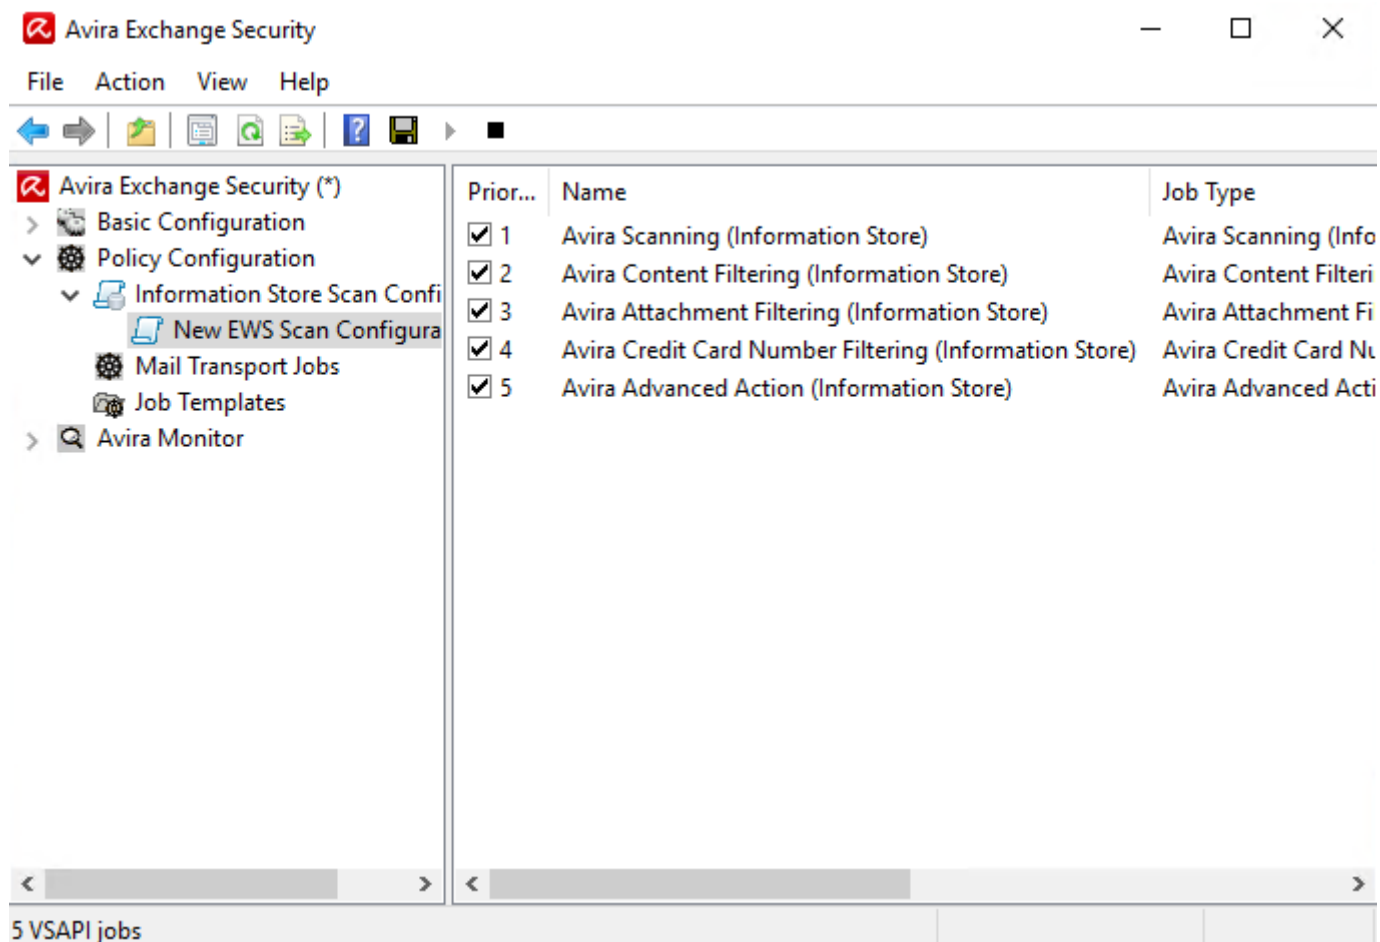 Avira Exchange Security
File Action View Help
Avira Exchange Security (*)
Basic Configuration
Policy Configuration
Information Store Scan Confi
New EWS Scan Configura
Mail Transport Jobs
Job Templates
Avira Monitor
Prior... Name Job Type
1 Avira Scanning (Information Store) Avira Scanning (Info
2 Avira Content Filtering (Information Store) Avira Content Filteri
3 Avira Attachment Filtering (Information Store) Avira Attachment Fi
4 Avira Credit Card Number Filtering (Information Store) Avira Credit Card Nu
5 Avira Advanced Action (Information Store) Avira Advanced Acti
5 VSAPI jobs